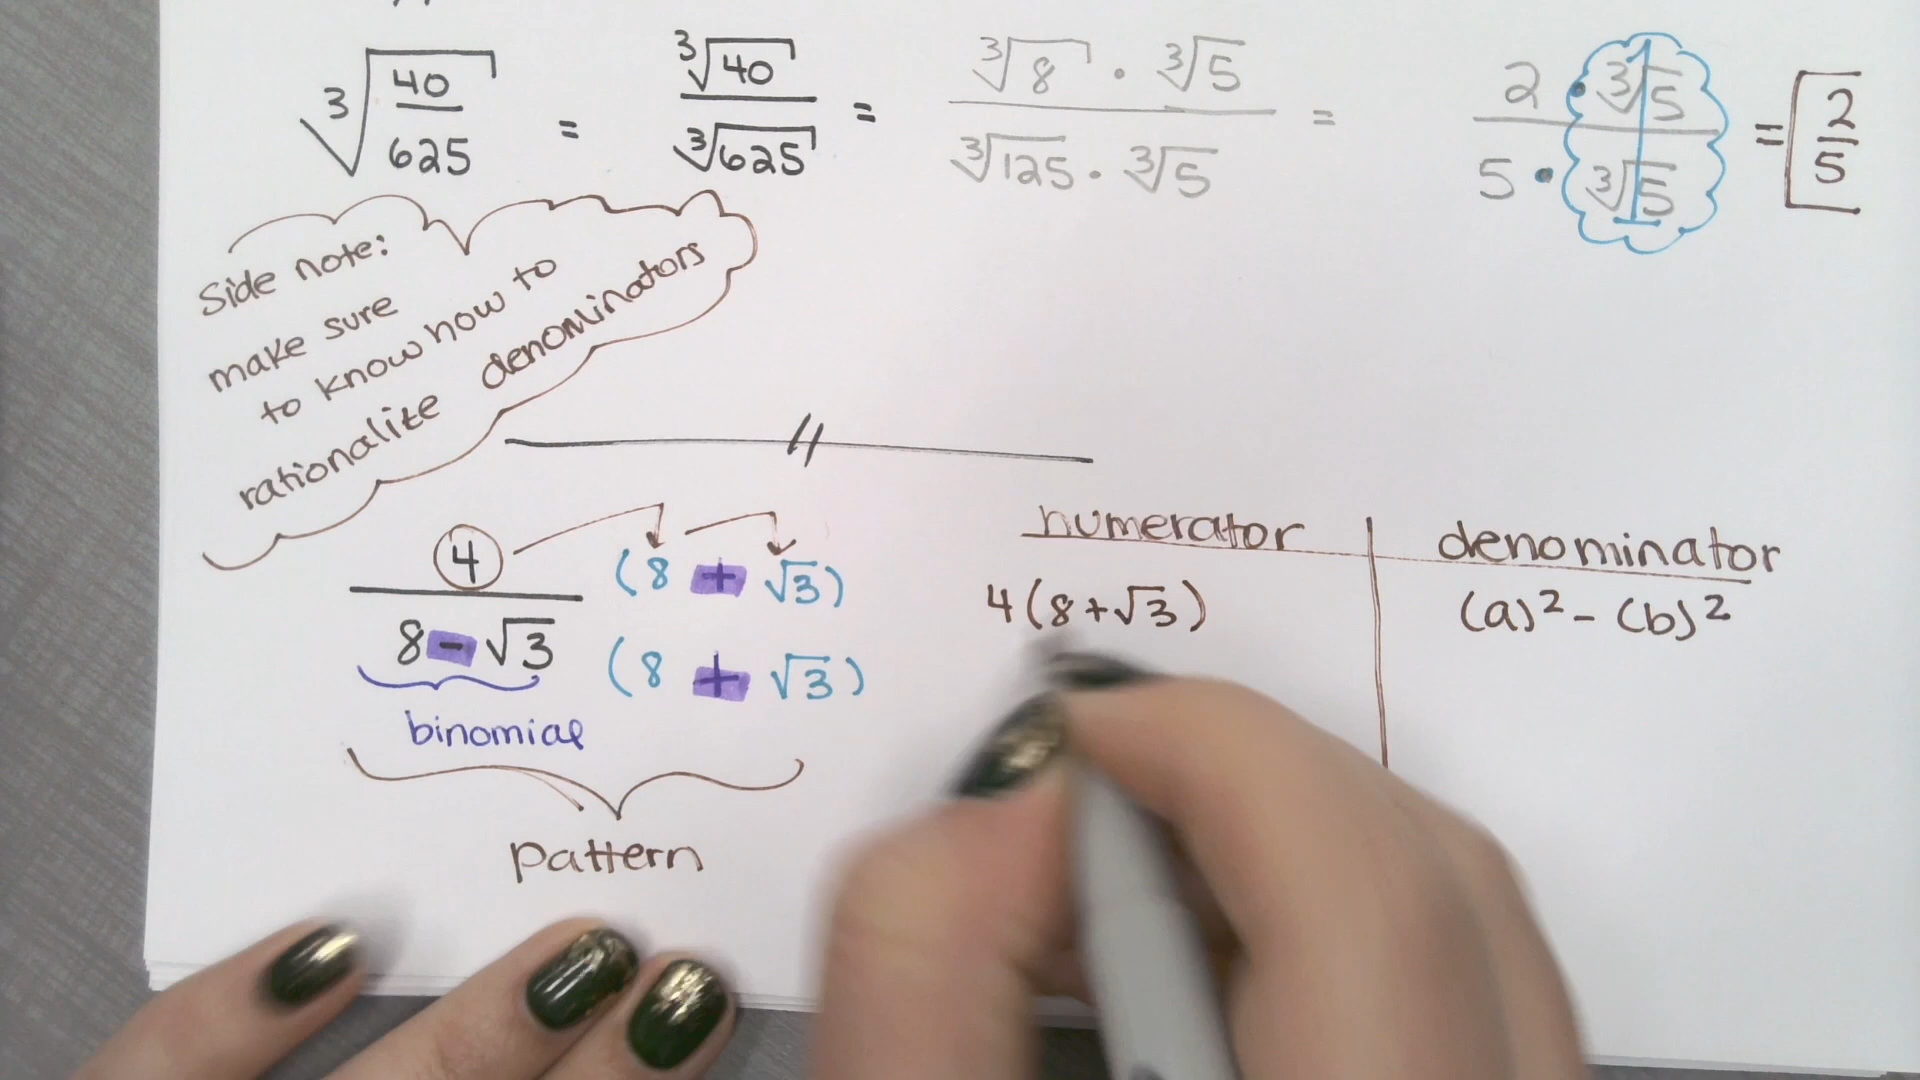 ∛(40/625) = ∛40/∛625 = (∛8 · ∛5)/(∛125 · ∛5) = (2 · ∛5)/(5 · ∛5) = 2/5
Side note:
make sure
to know how to
rationalize denominators
4 (8 + √3)
8 - √3 (8 + √3)
binomial
pattern
numerator
4(8+√3)
denominator
(a)² - (b)²